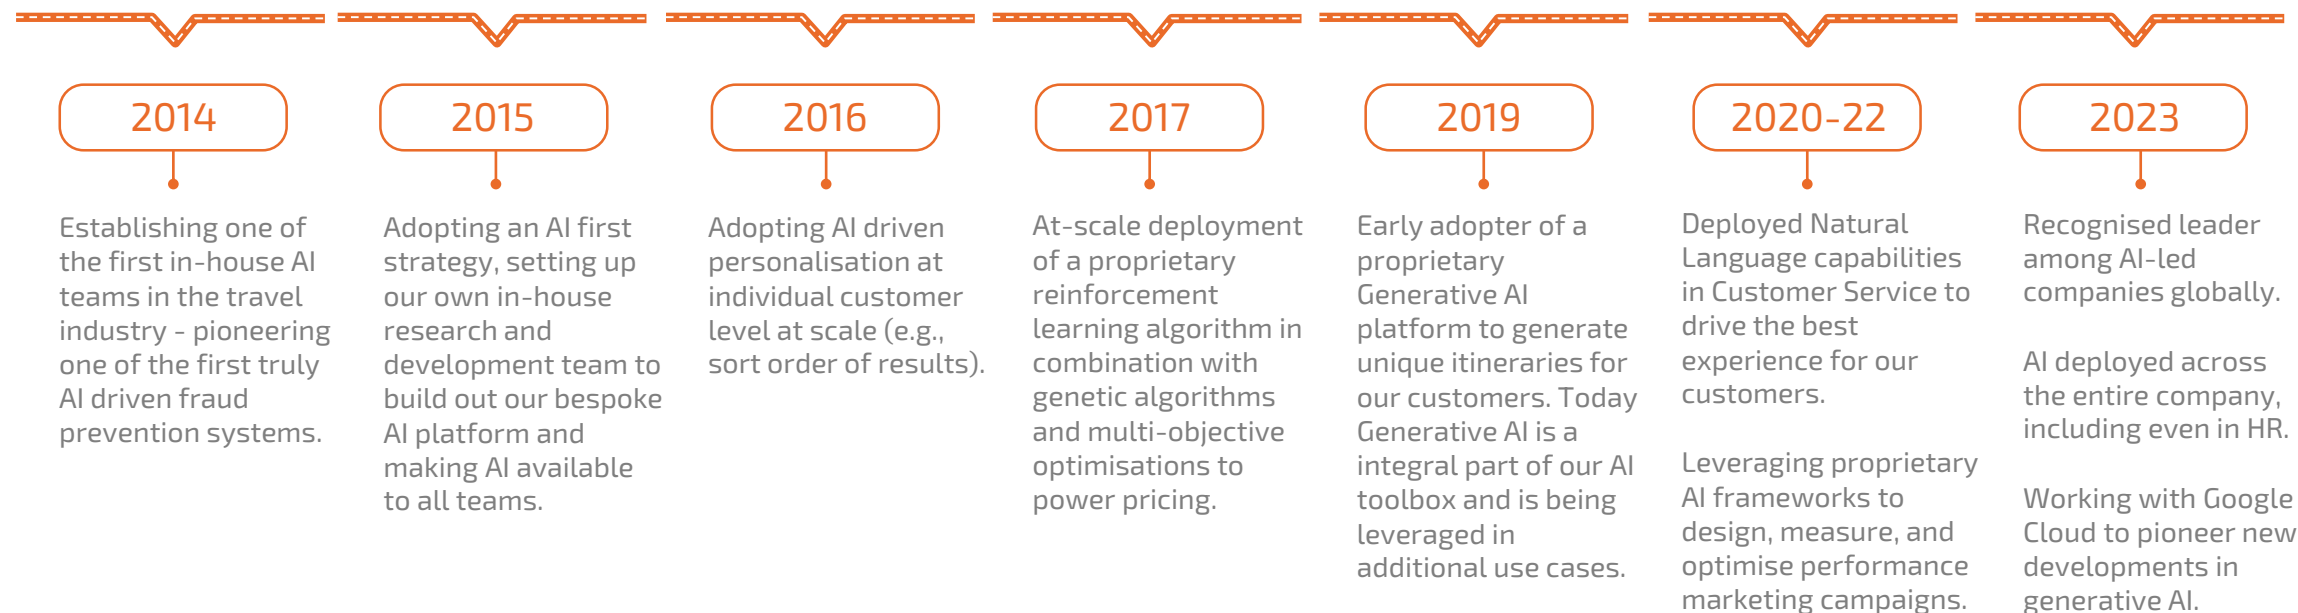 2014
Establishing one of
the first in-house AI
teams in the travel
industry - pioneering
one of the first truly
AI driven fraud
prevention systems.
2015
Adopting an AI first
strategy, setting up
our own in-house
research and
development team to
build out our bespoke
AI platform and
making AI available
to all teams.
2016
Adopting AI driven
personalisation at
individual customer
level at scale (e.g.,
sort order of results).
2017
At-scale deployment
of a proprietary
reinforcement
learning algorithm in
combination with
genetic algorithms
and multi-objective
optimisations to
power pricing.
2019
Early adopter of a
proprietary
Generative AI
platform to generate
unique itineraries for
our customers. Today
Generative AI is a
integral part of our AI
toolbox and is being
leveraged in
additional use cases.
2020-22
Deployed Natural
Language capabilities
in Customer Service to
drive the best
experience for our
customers.
Leveraging proprietary
AI frameworks to
design, measure, and
optimise performance
marketing campaigns.
2023
Recognised leader
among AI-led
companies globally.
AI deployed across
the entire company,
including even in HR.
Working with Google
Cloud to pioneer new
developments in
generative AI.